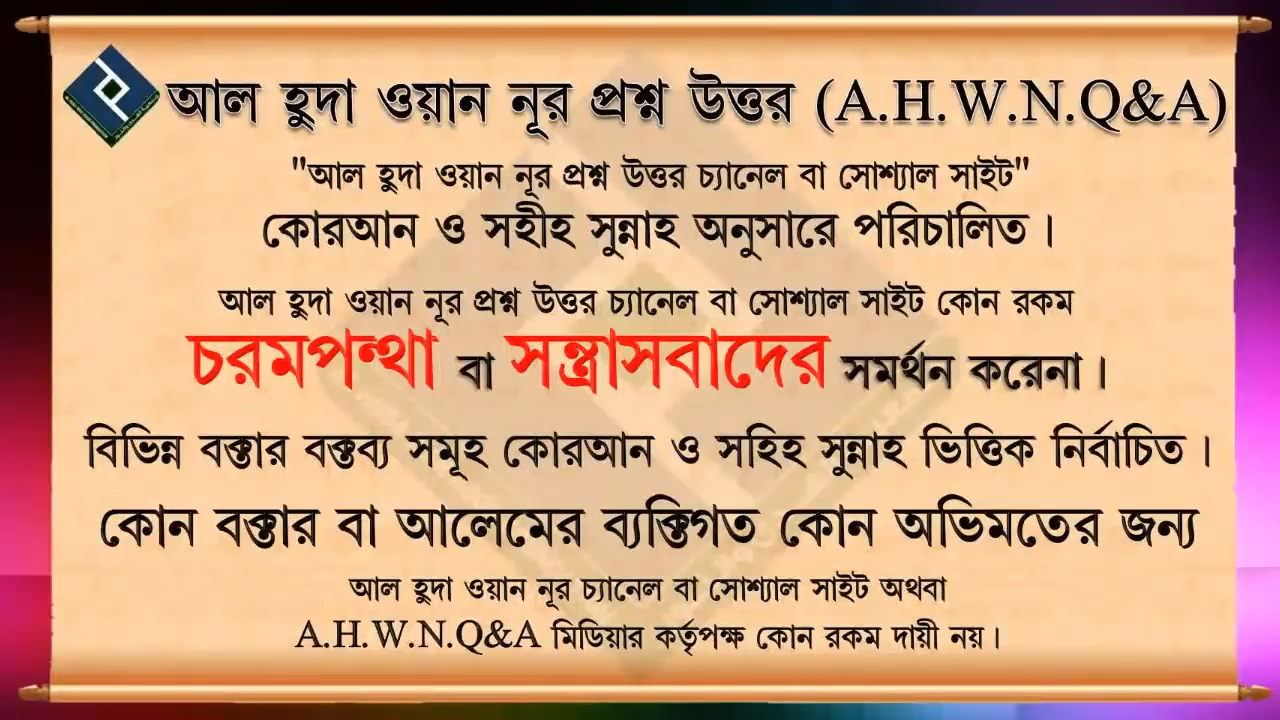 আল হুদা ওয়ান নূর প্রশ্ন উত্তর (A.H.W.N.Q&A)
"আল হুদা ওয়ান নূর প্রশ্ন উত্তর চ্যানেল বা সোশ্যাল সাইট"
কোরআন ও সহীহ সুন্নাহ অনুসারে পরিচালিত।
আল হুদা ওয়ান নূর প্রশ্ন উত্তর চ্যানেল বা সোশ্যাল সাইট কোন রকম
চরমপন্থা বা সন্ত্রাসবাদের সমর্থন করেনা।
বিভিন্ন বক্তার বক্তব্য সমূহ কোরআন ও সহিহ সুন্নাহ ভিত্তিক নির্বাচিত।
কোন বক্তার বা আলেমের ব্যক্তিগত কোন অভিমতের জন্য
আল হুদা ওয়ান নূর চ্যানেল বা সোশ্যাল সাইট অথবা
A.H.W.N.Q&A মিডিয়ার কর্তৃপক্ষ কোন রকম দায়ী নয়।